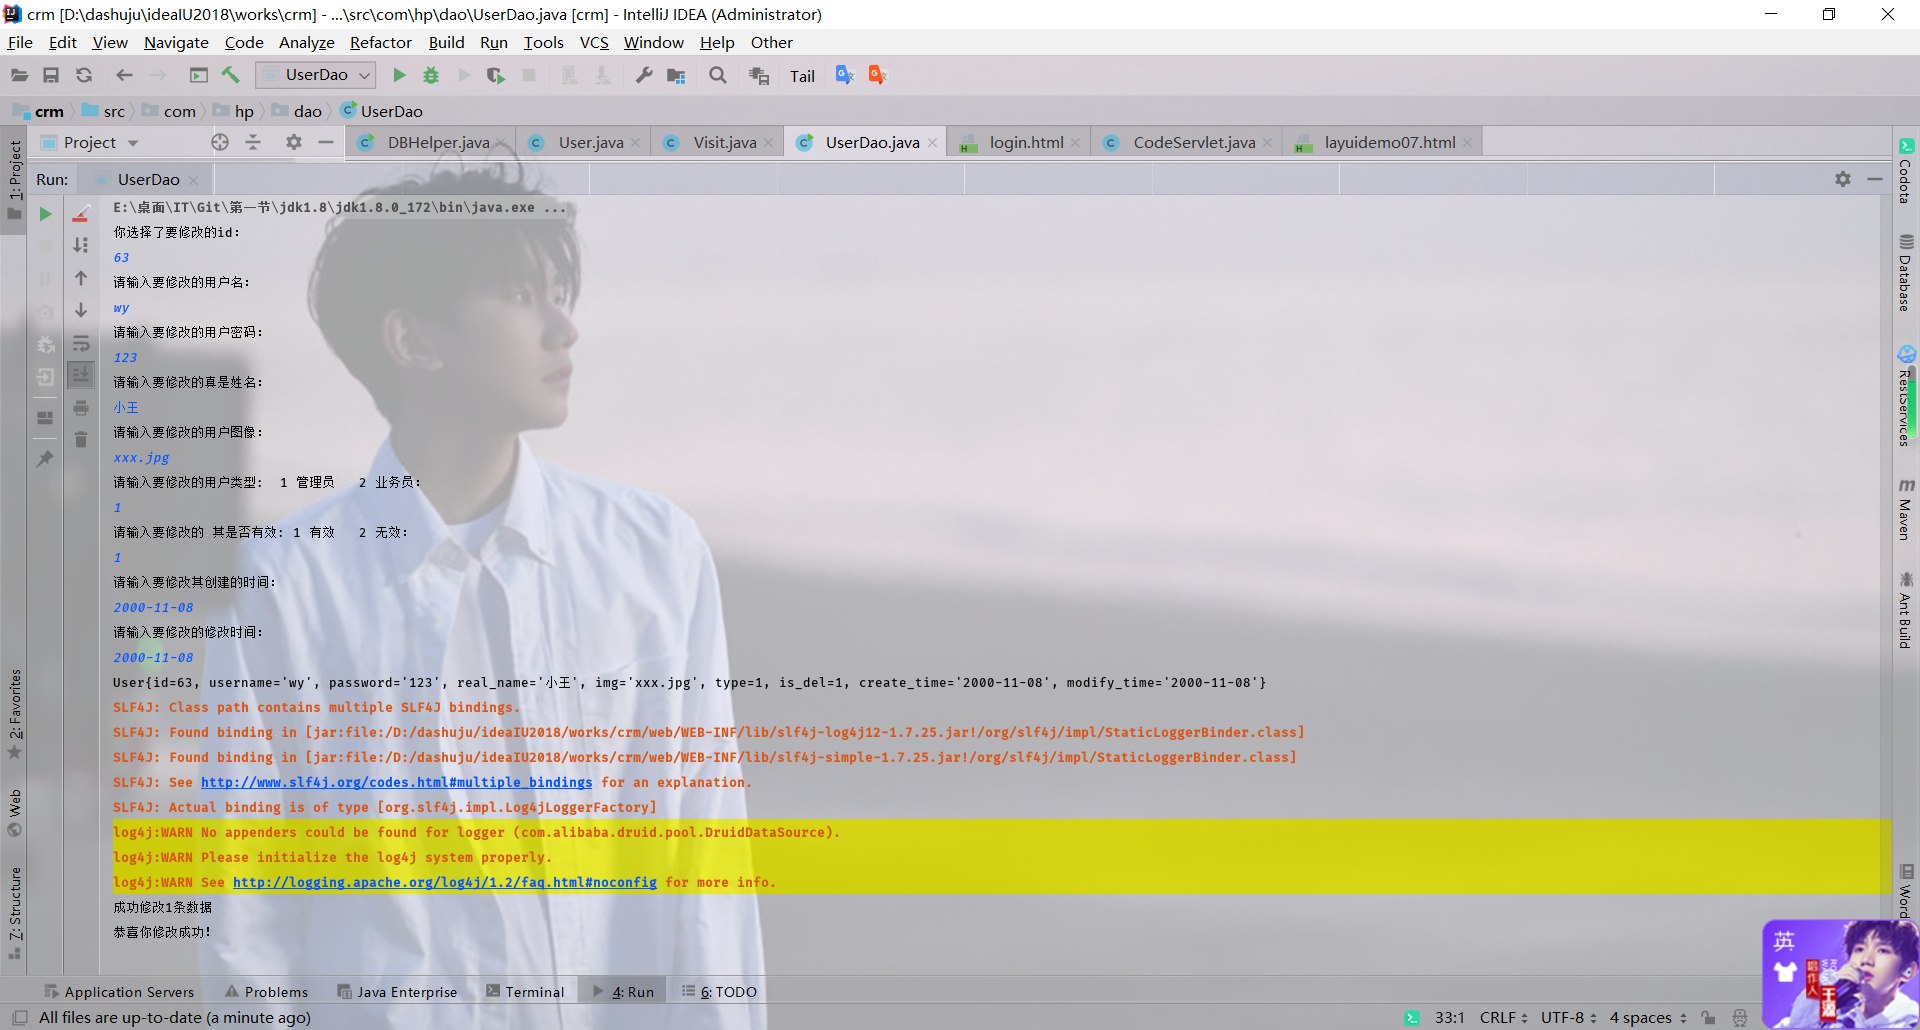 crm [D:\dashuju\ideaIU2018\works\crm] - ...\src\com\hp\dao\UserDao.java [crm] - IntelliJ IDEA (Administrator)
File Edit View Navigate Code Analyze Refactor Build Run Tools VCS Window Help Other
UserDao Tail
crm src com hp dao UserDao
Project DBHelper.java User.java Visit.java UserDao.java login.html CodeServlet.java layuidemo07.html
Run: UserDao
E:\桌面\IT\Git\第一节\jdk1.8\jdk1.8.0_172\bin\java.exe ...
你选择了要修改的id:
63
请输入要修改的用户名:
wy
请输入要修改的用户密码:
123
请输入要修改的真是姓名:
小王
请输入要修改的用户图像:
xxx.jpg
请输入要修改的用户类型: 1 管理员 2 业务员:
1
请输入要修改的 其是否有效: 1 有效 2 无效:
1
请输入要修改其创建的时间:
2000-11-08
请输入要修改的修改时间:
2000-11-08
User{id=63, username='wy', password='123', real_name='小王', img='xxx.jpg', type=1, is_del=1, create_time='2000-11-08', modify_time='2000-11-08'}
SLF4J: Class path contains multiple SLF4J bindings.
SLF4J: Found binding in [jar:file:/D:/dashuju/ideaIU2018/works/crm/web/WEB-INF/lib/slf4j-log4j12-1.7.25.jar!/org/slf4j/impl/StaticLoggerBinder.class]
SLF4J: Found binding in [jar:file:/D:/dashuju/ideaIU2018/works/crm/web/WEB-INF/lib/slf4j-simple-1.7.25.jar!/org/slf4j/impl/StaticLoggerBinder.class]
SLF4J: See http://www.slf4j.org/codes.html#multiple_bindings for an explanation.
SLF4J: Actual binding is of type [org.slf4j.impl.Log4jLoggerFactory]
log4j:WARN No appenders could be found for logger (com.alibaba.druid.pool.DruidDataSource).
log4j:WARN Please initialize the log4j system properly.
log4j:WARN See http://logging.apache.org/log4j/1.2/faq.html#noconfig for more info.
成功修改1条数据
恭喜你修改成功!
1: Project
2: Favorites
Web
7: Structure
Codota
Database
RestServices
Maven
Ant Build
Word
英
唱作人
Application Servers Problems Java Enterprise Terminal 4: Run 6: TODO
All files are up-to-date (a minute ago) 33:1 CRLF UTF-8 4 spaces